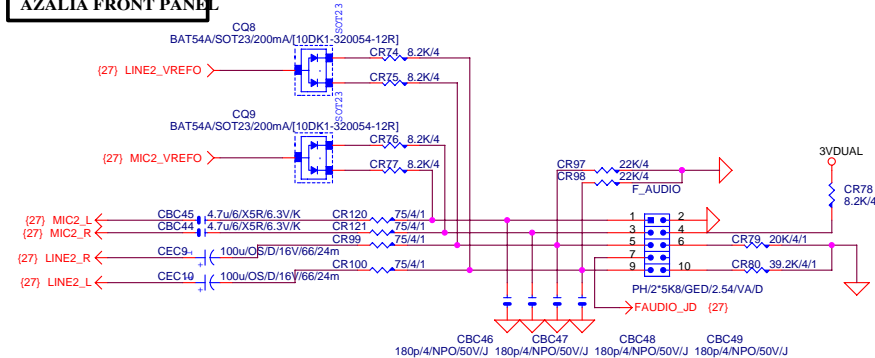 AZALIA FRONT PANEL
CQ8
BAT54A/SOT23/200mA/[10DK1-320054-12R]
SOT23
CR74 8.2K/4
{27} LINE2_VREFO
CR75 8.2K/4
CQ9
BAT54A/SOT23/200mA/[10DK1-320054-12R]
SOT23
CR76 8.2K/4
{27} MIC2_VREFO
CR77 8.2K/4
CR97 22K/4
CR98 22K/4
F_AUDIO
3VDUAL
CR78
8.2K/4
{27} MIC2_L CBC45 4.7u/6/X5R/6.3V/K CR120 75/4/1 1 2
{27} MIC2_R CBC44 4.7u/6/X5R/6.3V/K CR121 75/4/1 3 4
{27} LINE2_R CEC9 100u/OS/D/16V/66/24m CR99 75/4/1 5 6 CR79 20K/4/1
7
{27} LINE2_L CEC10 100u/OS/D/16V/66/24m CR100 75/4/1 9 10 CR80 39.2K/4/1
PH/2*5K8/GED/2.54/VA/D
FAUDIO_JD {27}
CBC46 CBC47 CBC48 CBC49
180p/4/NPO/50V/J 180p/4/NPO/50V/J 180p/4/NPO/50V/J 180p/4/NPO/50V/J